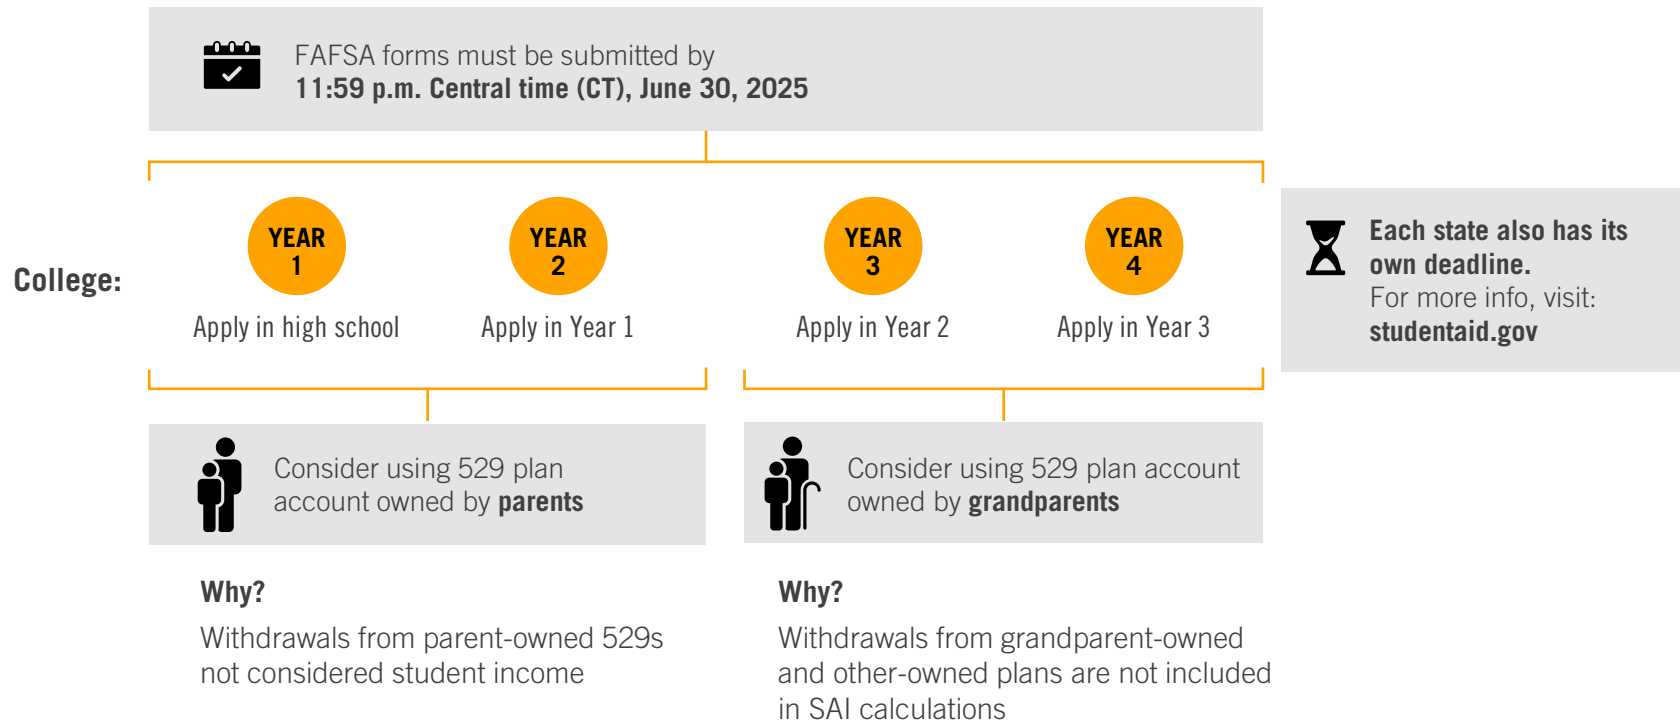 FAFSA forms must be submitted by
11:59 p.m. Central time (CT), June 30, 2025
College:
YEAR
1
Apply in high school
YEAR
2
Apply in Year 1
YEAR
3
Apply in Year 2
YEAR
4
Apply in Year 3
Each state also has its
own deadline.
For more info, visit:
studentaid.gov
Consider using 529 plan
account owned by parents
Why?
Withdrawals from parent-owned 529s
not considered student income
Consider using 529 plan account
owned by grandparents
Why?
Withdrawals from grandparent-owned
and other-owned plans are not included
in SAI calculations